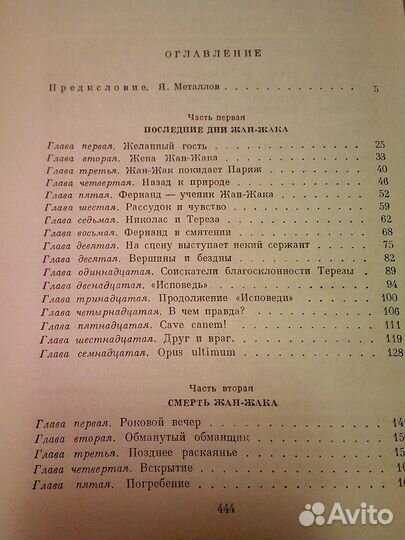 ОГЛАВЛЕНИЕ
Предисловие. Я. Металлов . . . . . . . . . . . . 5
Часть первая
ПОСЛЕДНИЕ ДНИ ЖАН-ЖАКА
Глава первая. Желанный гость . . . . . . . . . . 25
Глава вторая. Жена Жан-Жака . . . . . . . . . . 33
Глава третья. Жан-Жак покидает Париж . . . . . . 40
Глава четвертая. Назад к природе . . . . . . . . 46
Глава пятая. Фернанд — ученик Жан-Жака . . . . . 52
Глава шестая. Рассудок и чувство . . . . . . . . 59
Глава седьмая. Николас и Тереза . . . . . . . . 62
Глава восьмая. Фернанд в смятении . . . . . . . 68
Глава девятая. На сцену выступает некий сержант . 75
Глава десятая. Вершины и бездны . . . . . . . . 82
Глава одиннадцатая. Соискатели благосклонности Терезы 89
Глава двенадцатая. «Исповедь» . . . . . . . . . 94
Глава тринадцатая. Продолжение «Исповеди» . . . 100
Глава четырнадцатая. В чем правда? . . . . . . . 106
Глава пятнадцатая. Cave canem! . . . . . . . . . 111
Глава шестнадцатая. Друг и враг . . . . . . . . 119
Глава семнадцатая. Opus ultimum . . . . . . . . 128
Часть вторая
СМЕРТЬ ЖАН-ЖАКА
Глава первая. Роковой вечер . . . . . . . . . . 14
Глава вторая. Обманутый обманщик . . . . . . . . 15
Глава третья. Позднее раскаянье . . . . . . . . 15
Глава четвертая. Вскрытие . . . . . . . . . . . 16
Глава пятая. Погребение . . . . . . . . . . . . 16
444
Avito